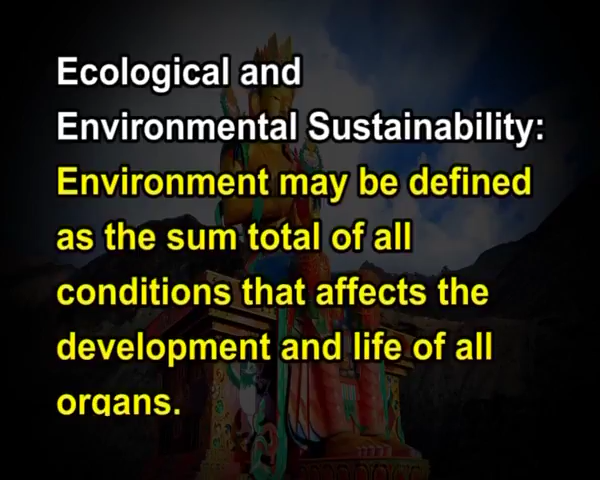 Ecological and
Environmental Sustainability:
Environment may be defined
as the sum total of all
conditions that affects the
development and life of all
organs.